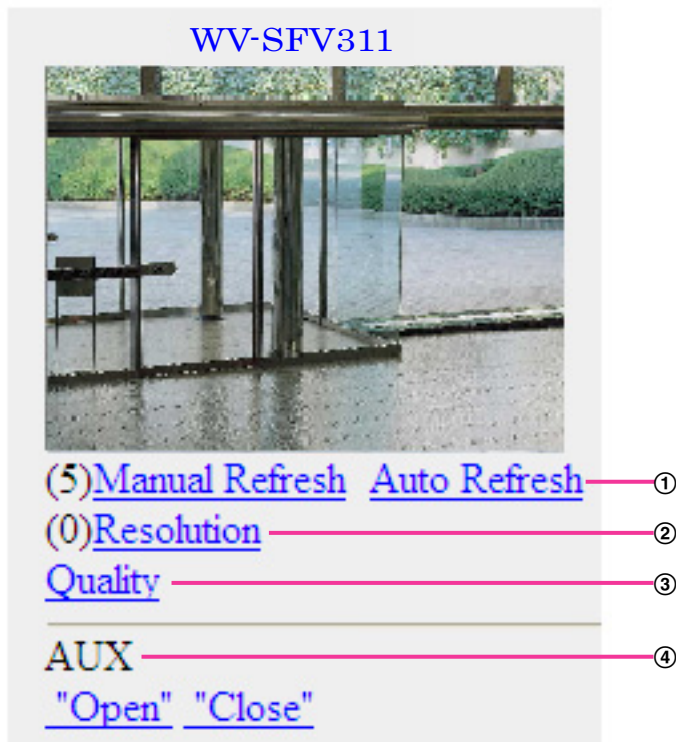 WV-SFV311
(5)Manual Refresh Auto Refresh ①
(0)Resolution ②
Quality ③
AUX ④
"Open" "Close"